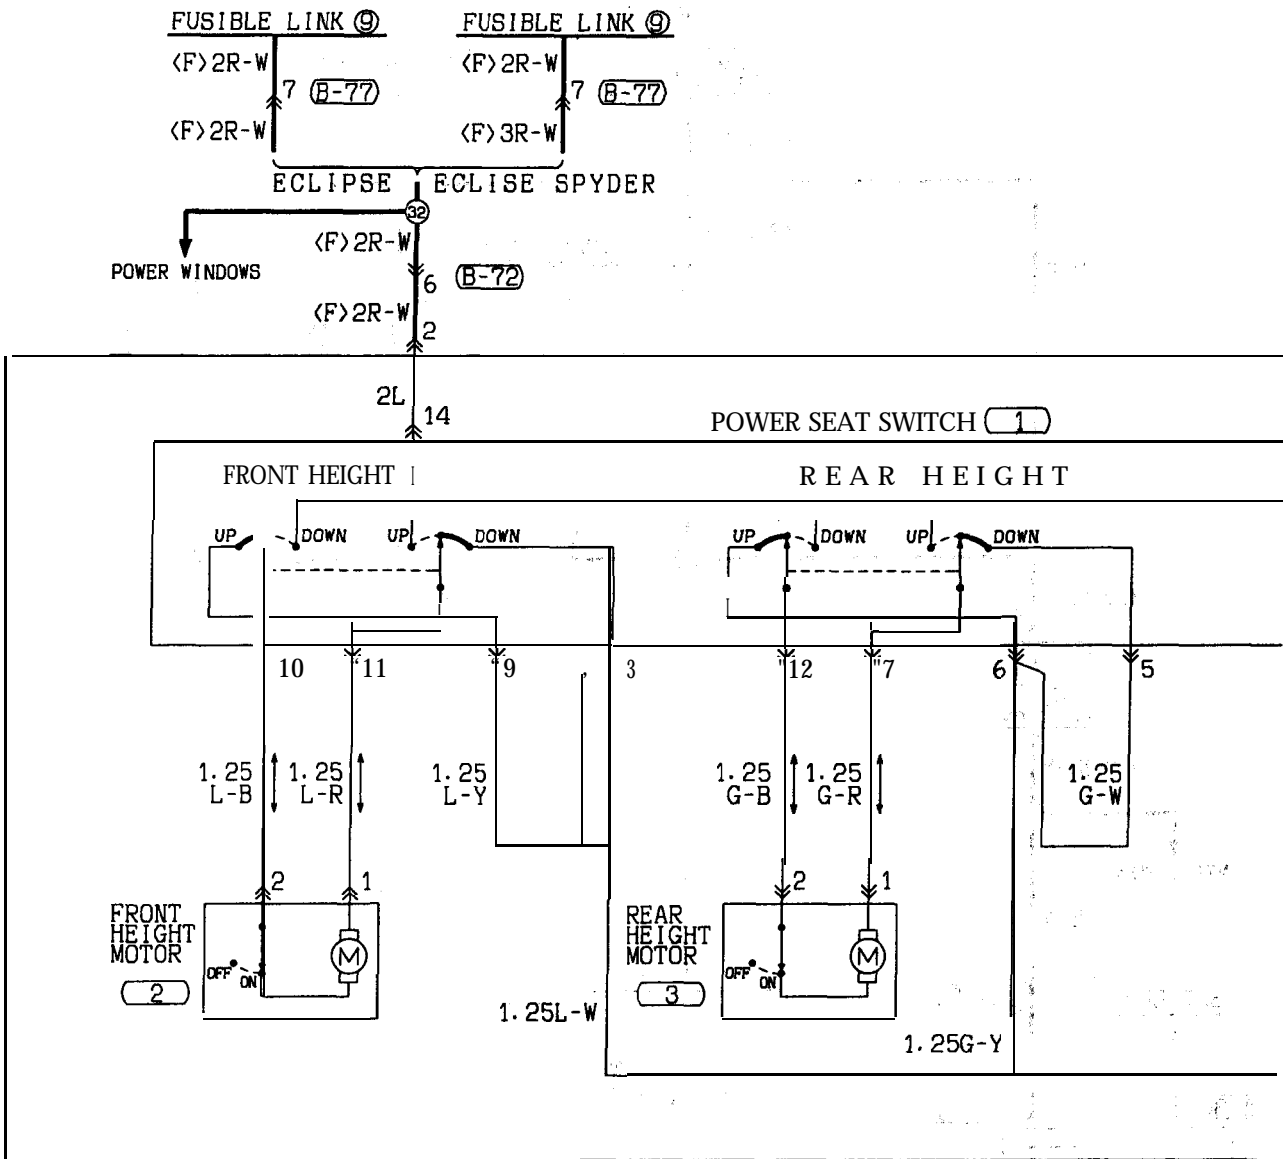 FUSIBLE LINK ⑨ FUSIBLE LINK ⑨
⟨F⟩2R-W ⟨F⟩2R-W
7 B-77 7 B-77
⟨F⟩2R-W ⟨F⟩3R-W
ECLIPSE ECLISE SPYDER
32
⟨F⟩2R-W
POWER WINDOWS
6 B-72
⟨F⟩2R-W
2
2L
14
POWER SEAT SWITCH 1
FRONT HEIGHT REAR HEIGHT
UP DOWN UP DOWN UP DOWN UP DOWN
10 11 9 3 12 7 6 5
1.25 1.25 1.25 1.25 1.25 1.25
L-B L-R L-Y G-B G-R G-W
2 1 2 1
FRONT REAR
HEIGHT HEIGHT
MOTOR MOTOR
M M
OFF OFF
ON ON
2 3
1.25L-W
1.25G-Y